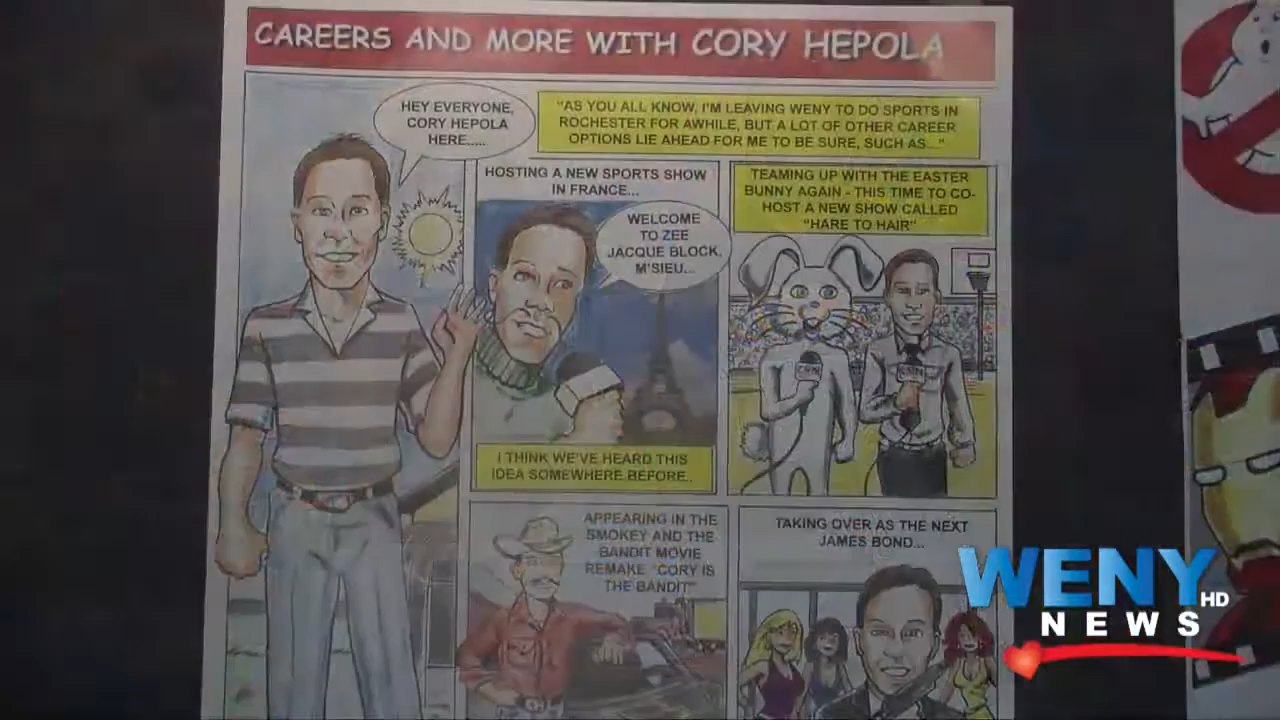 CAREERS AND MORE WITH CORY HEPOLA
HEY EVERYONE,
CORY HEPOLA
HERE.....
"AS YOU ALL KNOW, I'M LEAVING WENY TO DO SPORTS IN
ROCHESTER FOR AWHILE, BUT A LOT OF OTHER CAREER
OPTIONS LIE AHEAD FOR ME TO BE SURE, SUCH AS..."
HOSTING A NEW SPORTS SHOW
IN FRANCE...
WELCOME
TO ZEE
JACQUE BLOCK,
M'SIEU...
I THINK WE'VE HEARD THIS
IDEA SOMEWHERE BEFORE..
TEAMING UP WITH THE EASTER
BUNNY AGAIN - THIS TIME TO CO-
HOST A NEW SHOW CALLED
"HARE TO HAIR"
APPEARING IN THE
SMOKEY AND THE
BANDIT MOVIE
REMAKE "CORY IS
THE BANDIT"
TAKING OVER AS THE NEXT
JAMES BOND...
WENY HD
NEWS